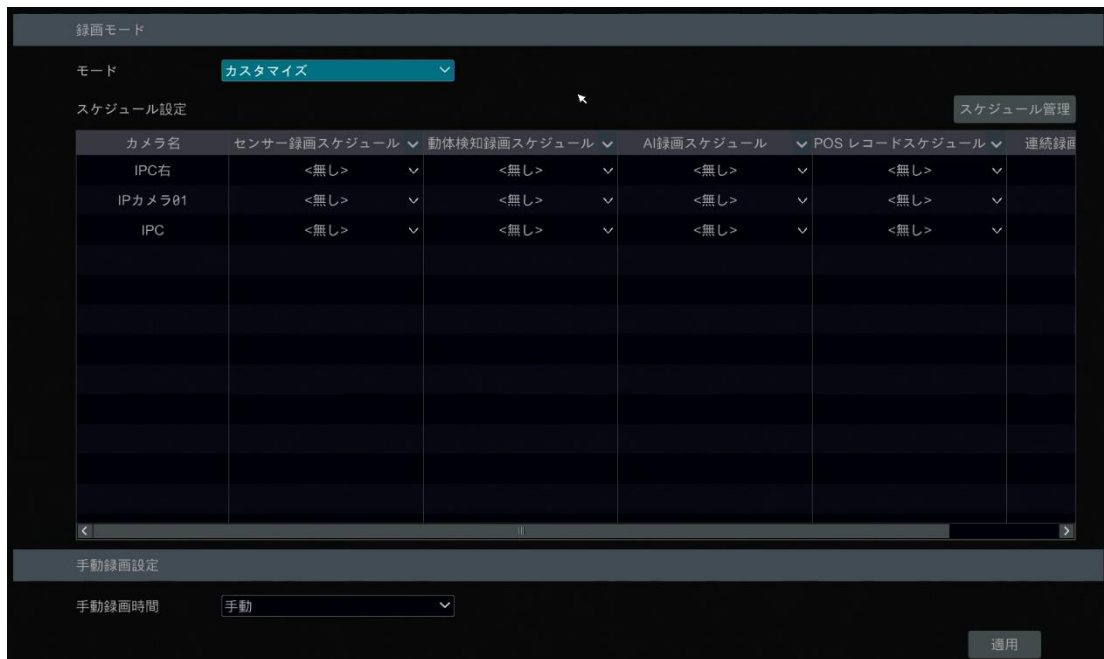 録画モード
モード カスタマイズ
スケジュール設定 スケジュール管理
カメラ名 センサー録画スケジュール 動体検知録画スケジュール AI録画スケジュール POS レコードスケジュール 連続録画
IPC右 <無し> <無し> <無し> <無し>
IPカメラ01 <無し> <無し> <無し> <無し>
IPC <無し> <無し> <無し> <無し>
手動録画設定
手動録画時間 手動
適用